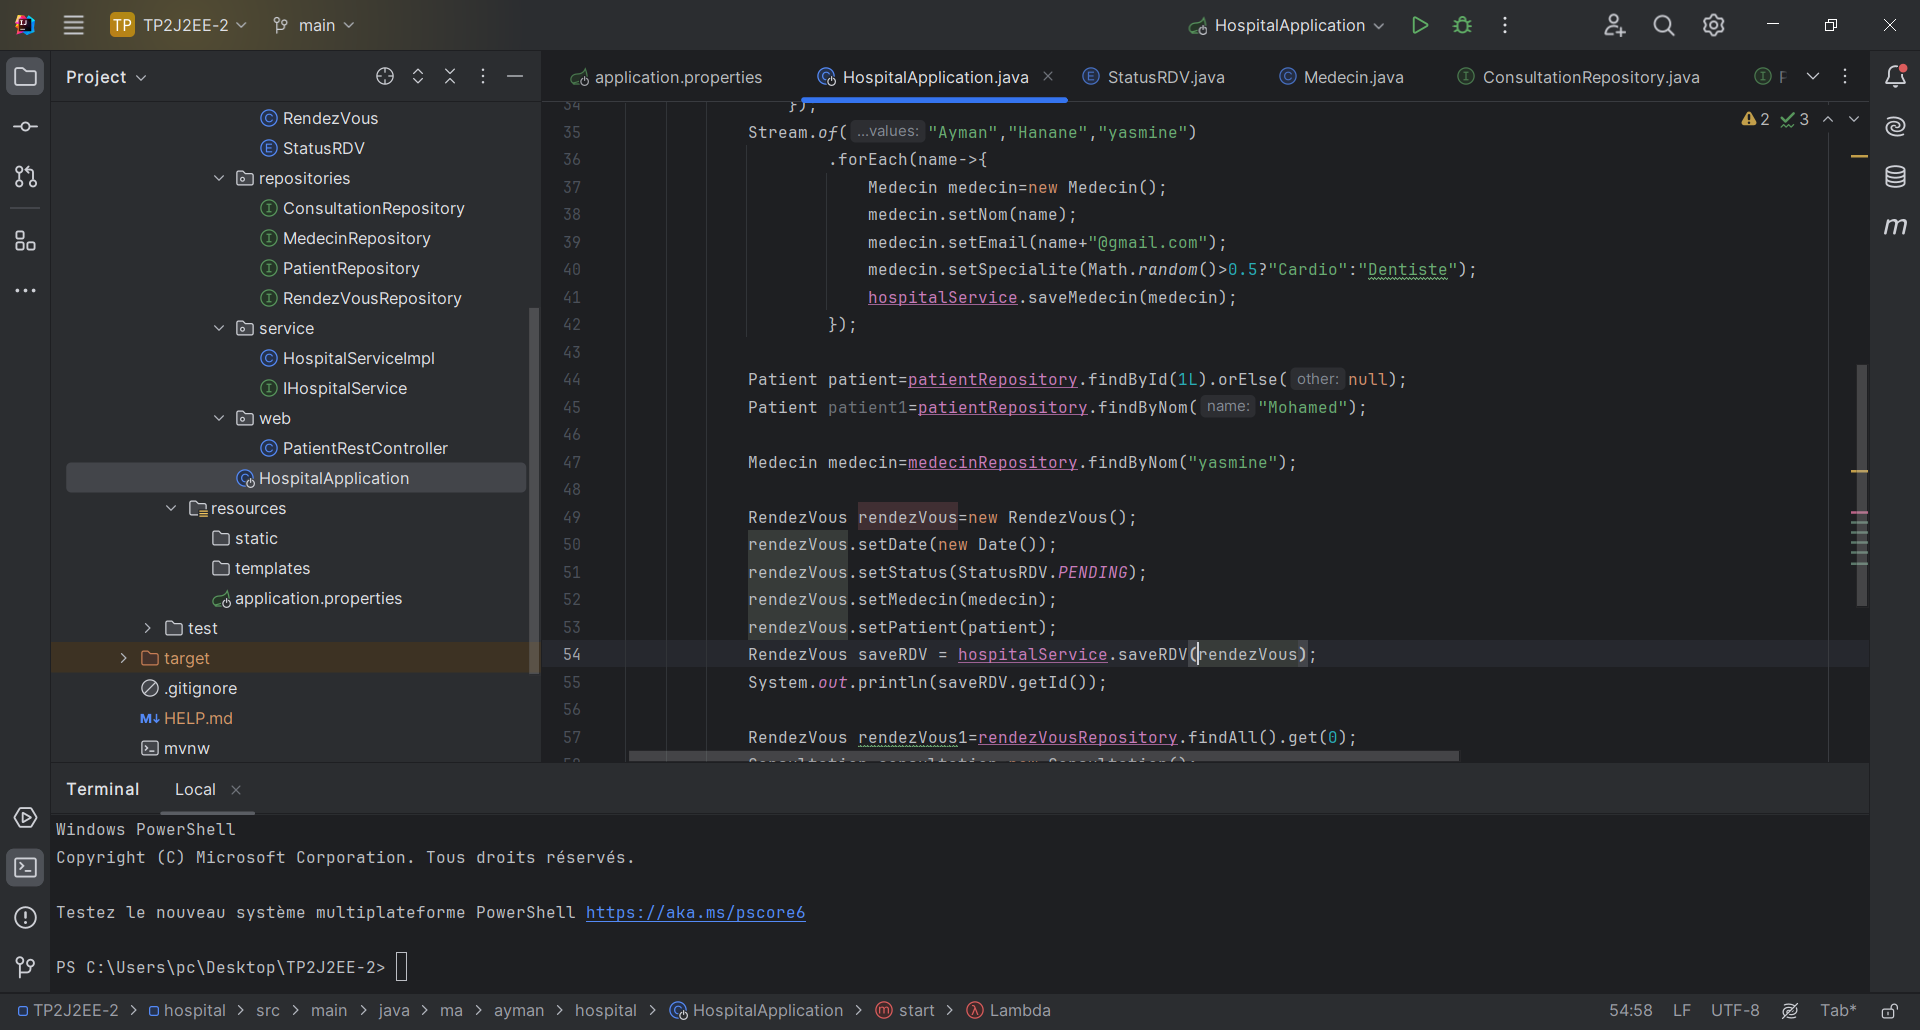 TP TP2J2EE-2 main HospitalApplication
Project
RendezVous
StatusRDV
repositories
ConsultationRepository
MedecinRepository
PatientRepository
RendezVousRepository
service
HospitalServiceImpl
IHospitalService
web
PatientRestController
HospitalApplication
resources
static
templates
application.properties
test
target
.gitignore
M↓ HELP.md
mvnw
application.properties HospitalApplication.java StatusRDV.java Medecin.java ConsultationRepository.java
2 3
34 });
35 Stream.of( ...values: "Ayman","Hanane","yasmine")
36 .forEach(name->{
37 Medecin medecin=new Medecin();
38 medecin.setNom(name);
39 medecin.setEmail(name+"@gmail.com");
40 medecin.setSpecialite(Math.random()>0.5?"Cardio":"Dentiste");
41 hospitalService.saveMedecin(medecin);
42 });
43
44 Patient patient=patientRepository.findById(1L).orElse( other: null);
45 Patient patient1=patientRepository.findByNom( name: "Mohamed");
46
47 Medecin medecin=medecinRepository.findByNom("yasmine");
48
49 RendezVous rendezVous=new RendezVous();
50 rendezVous.setDate(new Date());
51 rendezVous.setStatus(StatusRDV.PENDING);
52 rendezVous.setMedecin(medecin);
53 rendezVous.setPatient(patient);
54 RendezVous saveRDV = hospitalService.saveRDV(rendezVous);
55 System.out.println(saveRDV.getId());
56
57 RendezVous rendezVous1=rendezVousRepository.findAll().get(0);
Terminal Local
Windows PowerShell
Copyright (C) Microsoft Corporation. Tous droits réservés.
Testez le nouveau système multiplateforme PowerShell https://aka.ms/pscore6
PS C:\Users\pc\Desktop\TP2J2EE-2>
TP2J2EE-2 > hospital > src > main > java > ma > ayman > hospital > HospitalApplication > start > Lambda 54:58 LF UTF-8 Tab*